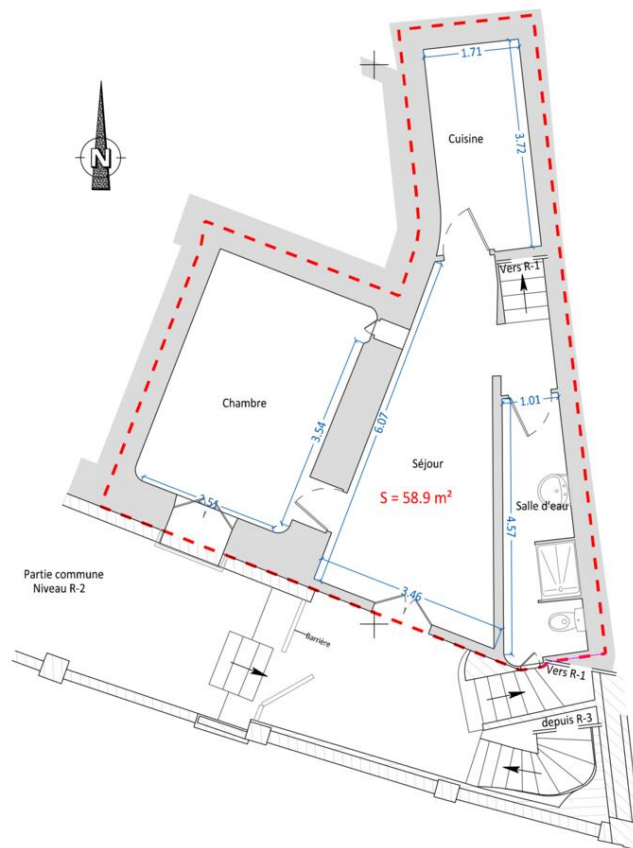 1.71
Cuisine
3.72
N
Vers R-1
Chambre
3.54
6.07
1.01
Séjour
S = 58.9 m²
2.51
4.57
Salle d'eau
Partie commune
Niveau R-2
3.46
Barrière
Vers R-1
depuis R-3